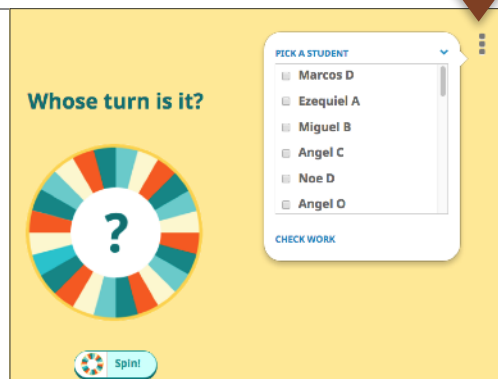 PICK A STUDENT
Marcos D
Ezequiel A
Miguel B
Angel C
Noe D
Angel O
CHECK WORK
Whose turn is it?
?
Spin!